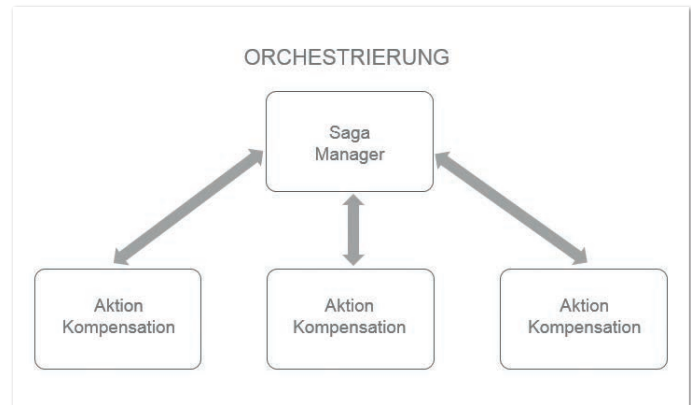 ORCHESTRIERUNG
Saga
Manager
Aktion
Kompensation
Aktion
Kompensation
Aktion
Kompensation